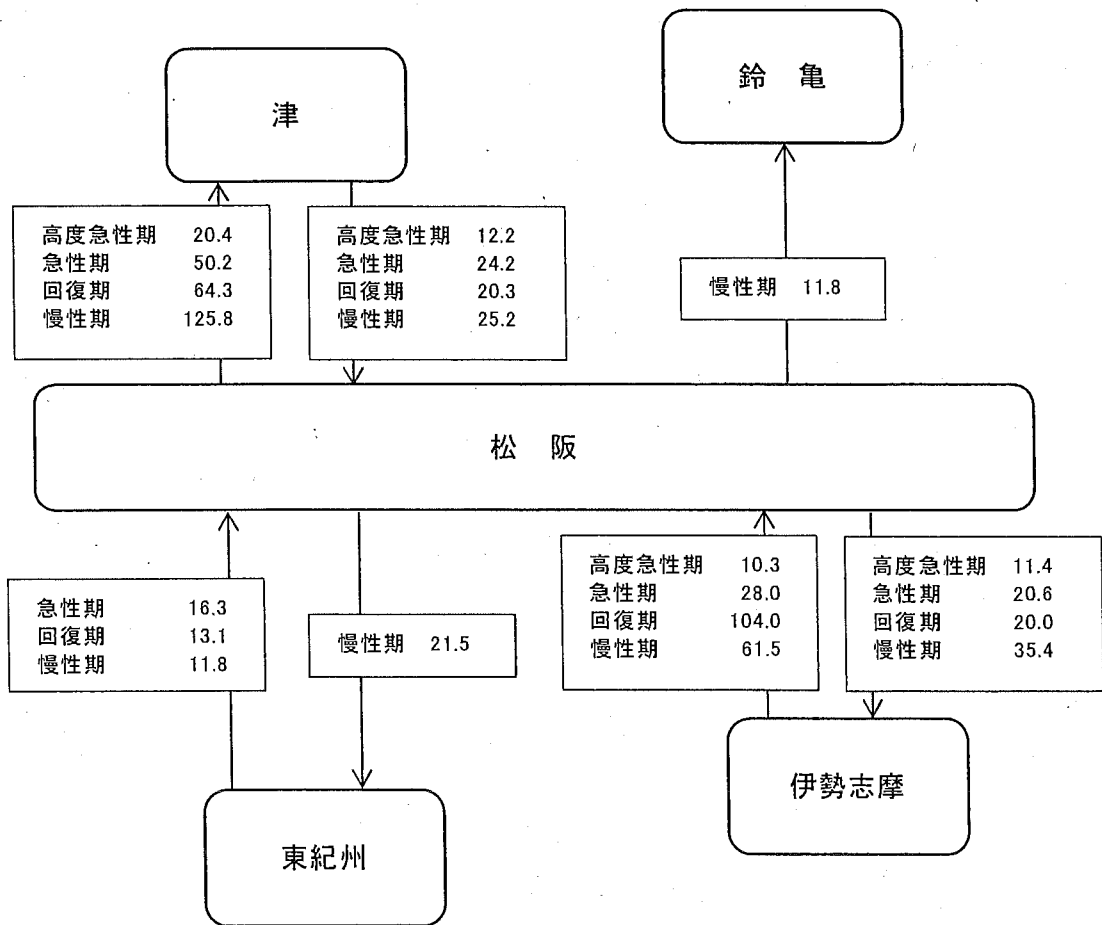 鈴 亀
津
高度急性期 20.4
急性期 50.2
回復期 64.3
慢性期 125.8
高度急性期 12.2
急性期 24.2
回復期 20.3
慢性期 25.2
慢性期 11.8
松 阪
急性期 16.3
回復期 13.1
慢性期 11.8
慢性期 21.5
高度急性期 10.3
急性期 28.0
回復期 104.0
慢性期 61.5
高度急性期 11.4
急性期 20.6
回復期 20.0
慢性期 35.4
伊勢志摩
東紀州